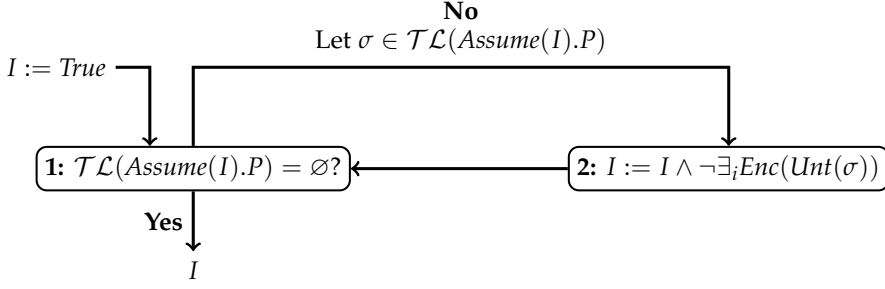 No
Let σ ∈ 𝒯ℒ(Assume(I).P)
I := True
1: 𝒯ℒ(Assume(I).P) = ∅?
2: I := I ∧ ¬∃ᵢEnc(Unt(σ))
Yes
I